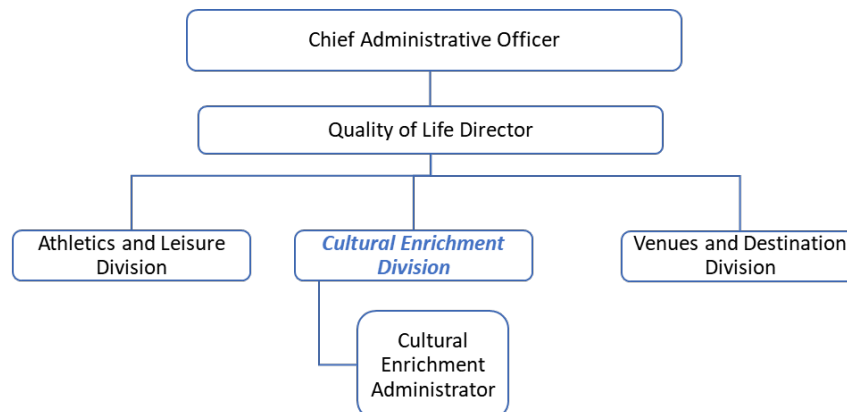 Chief Administrative Officer
Quality of Life Director
Athletics and Leisure
Division
Cultural Enrichment
Division
Venues and Destination
Division
Cultural
Enrichment
Administrator